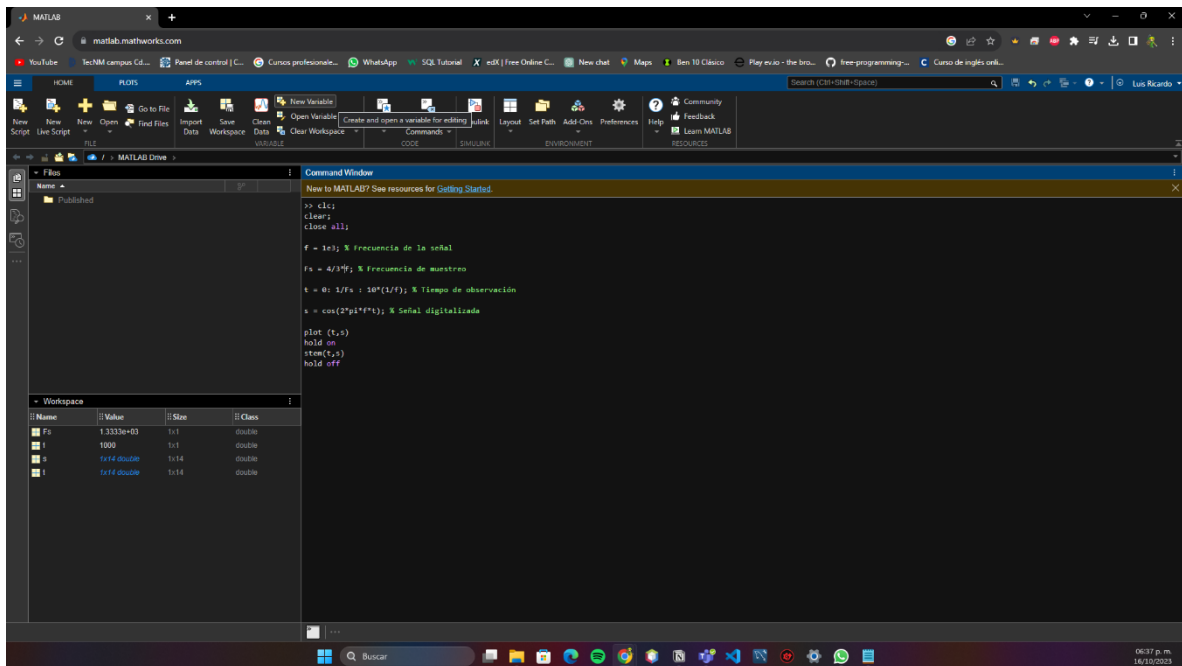 MATLAB
matlab.mathworks.com
YouTube TecNM campus Cd.... Panel de control | C... Cursos profesionale... WhatsApp SQL Tutorial edX | Free Online C... New chat Maps Ben 10 Clásico Play ev.io - the bro... free-programming-... Curso de inglés onli...
HOME PLOTS APPS Search (Ctrl+Shift+Space) Luis Ricardo
New Script New Live Script New Open Go to File Find Files Import Data Save Workspace Clean Data New Variable Open Variable Clear Workspace Commands Layout Set Path Add-Ons Preferences Help Community Feedback Learn MATLAB
Create and open a variable for editing
FILE VARIABLE CODE SIMULINK ENVIRONMENT RESOURCES
/ > MATLAB Drive >
Files
Name
Published
Command Window
New to MATLAB? See resources for Getting Started.
>> clc;
clear;
close all;
f = 1e3; % Frecuencia de la señal
Fs = 4/3*f; % Frecuencia de muestreo
t = 0: 1/Fs : 10*(1/f); % Tiempo de observación
s = cos(2*pi*f*t); % Señal digitalizada
plot (t,s)
hold on
stem(t,s)
hold off
Workspace
Name Value Size Class
Fs 1.3333e+03 1x1 double
f 1000 1x1 double
s 1x14 double 1x14 double
t 1x14 double 1x14 double
Buscar
06:37 p. m.
16/10/2023